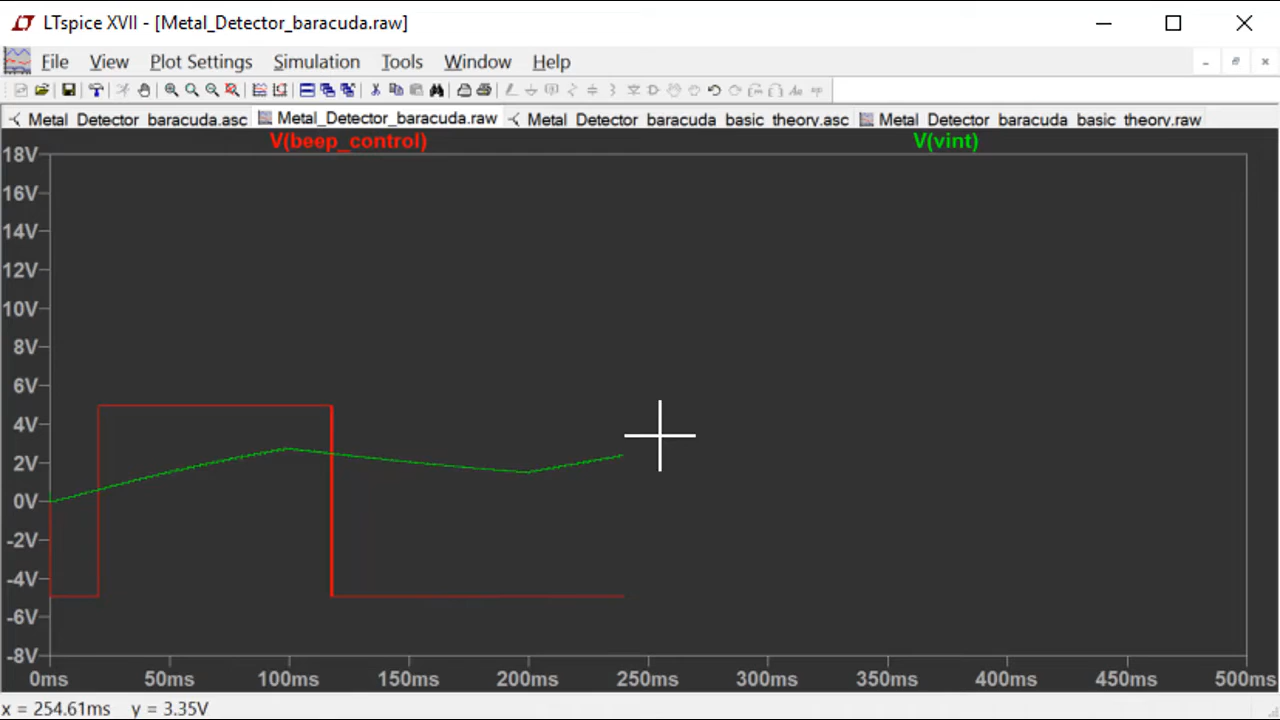 LTspice XVII - [Metal_Detector_baracuda.raw]
File View Plot Settings Simulation Tools Window Help
Metal_Detector_baracuda.asc Metal_Detector_baracuda.raw Metal_Detector_baracuda_basic_theory.asc Metal_Detector_baracuda_basic_theory.raw
V(beep_control) V(vint)
18V
16V
14V
12V
10V
8V
6V
4V
2V
0V
-2V
-4V
-6V
-8V
0ms 50ms 100ms 150ms 200ms 250ms 300ms 350ms 400ms 450ms 500ms
x = 254.61ms y = 3.35V